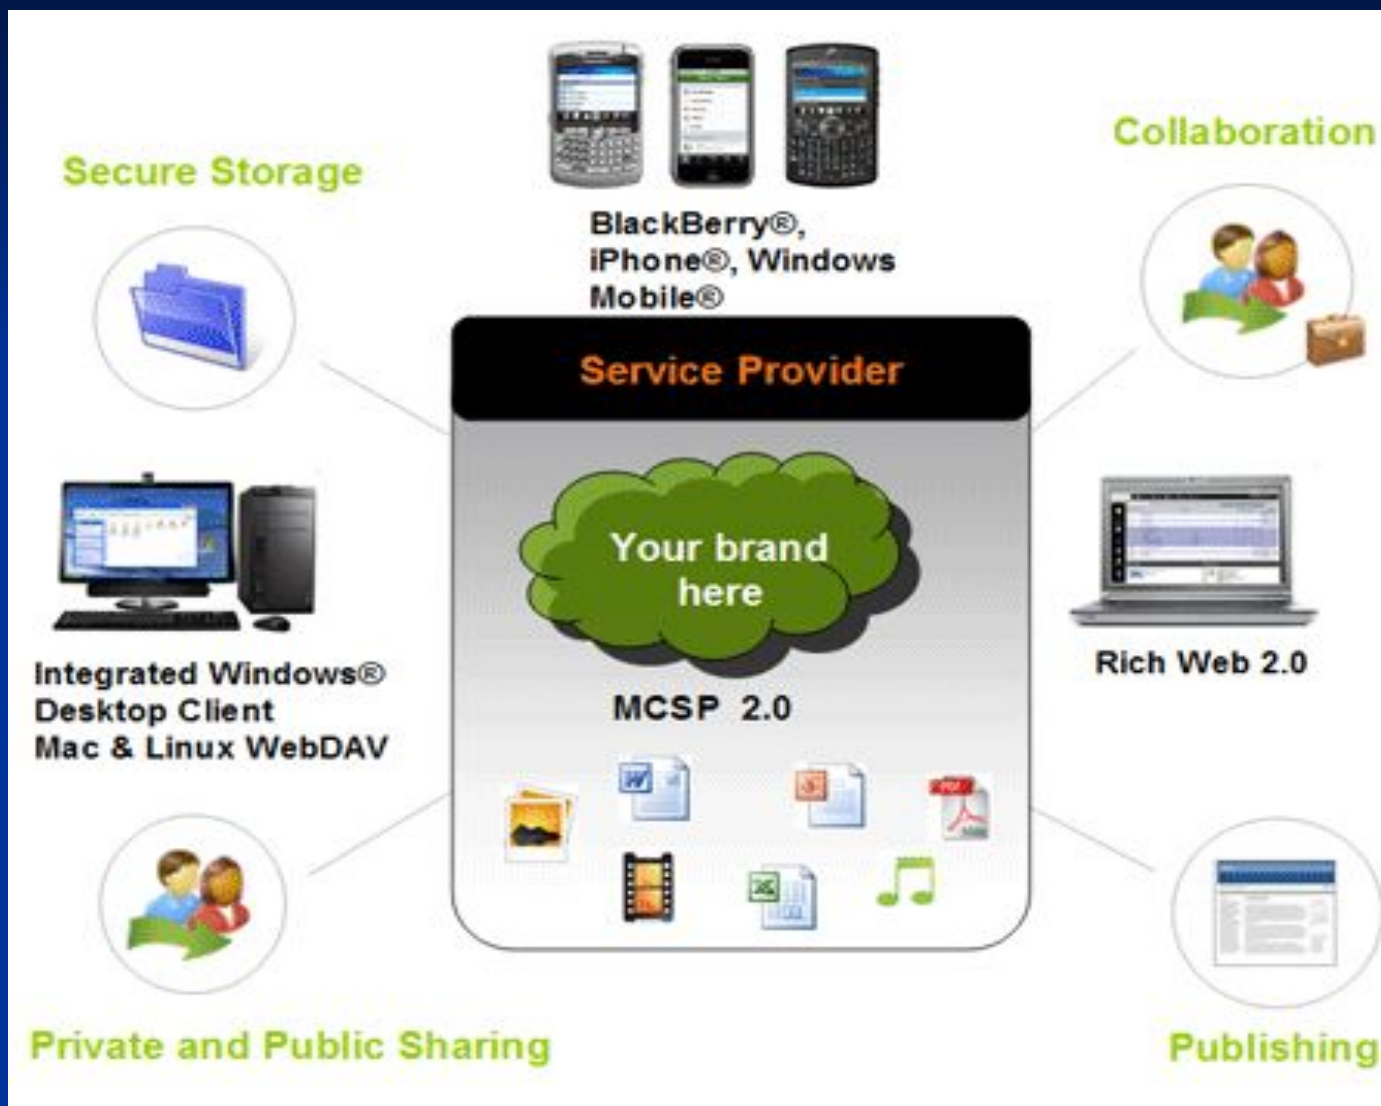 Collaboration
Secure Storage
BlackBerry®,
iPhone®, Windows
Mobile®
Service Provider
Your brand
here
MCSP 2.0
Integrated Windows®
Desktop Client
Mac & Linux WebDAV
Rich Web 2.0
W
PDF
X
Private and Public Sharing
Publishing